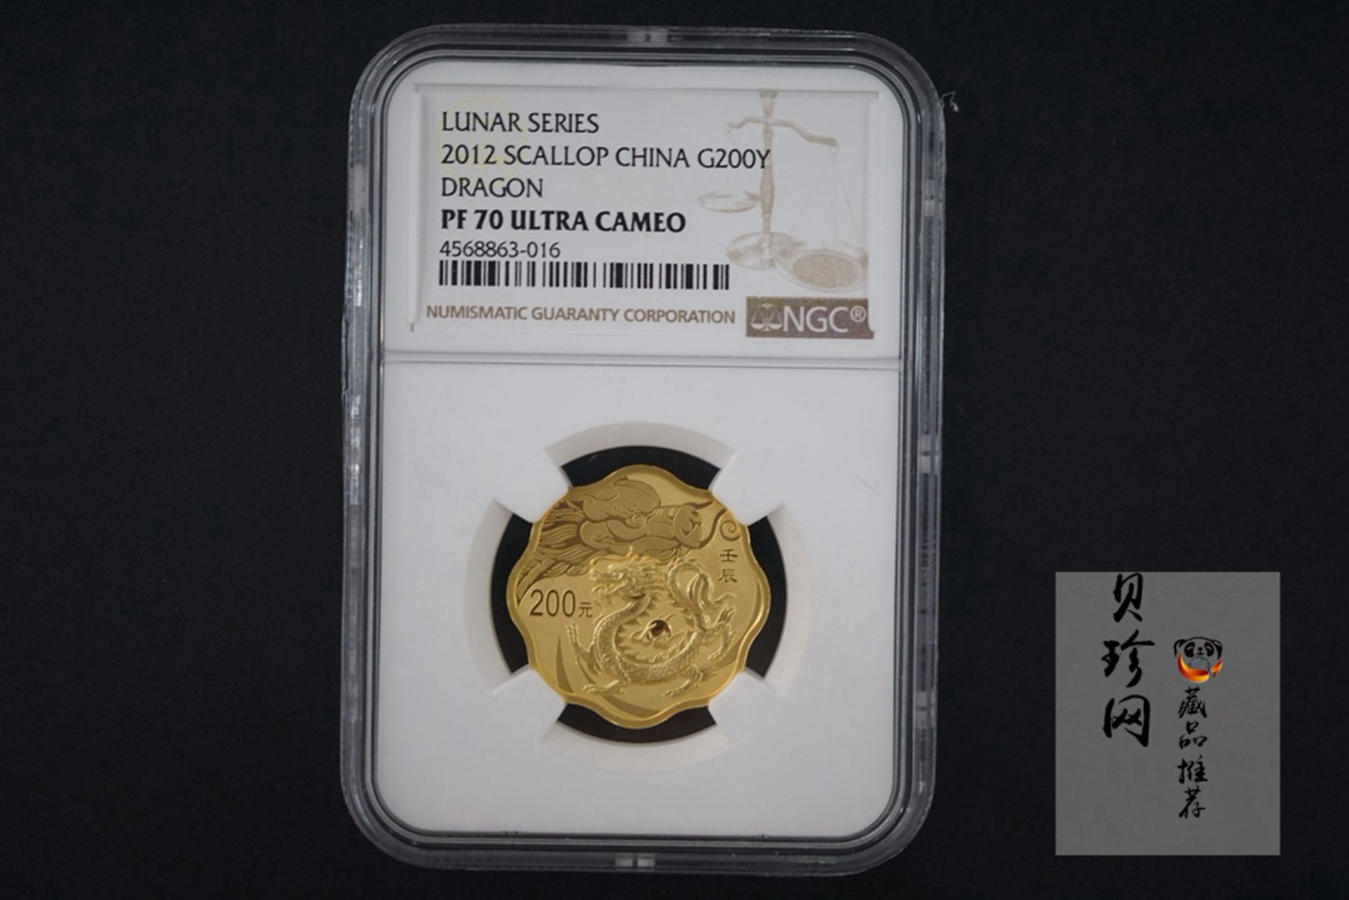 LUNAR SERIES
2012 SCALLOP CHINA G200Y
DRAGON
PF 70 ULTRA CAMEO
4568863-016
NUMISMATIC GUARANTY CORPORATION
NGC®
壬辰
200元
贝珍网
藏品推荐